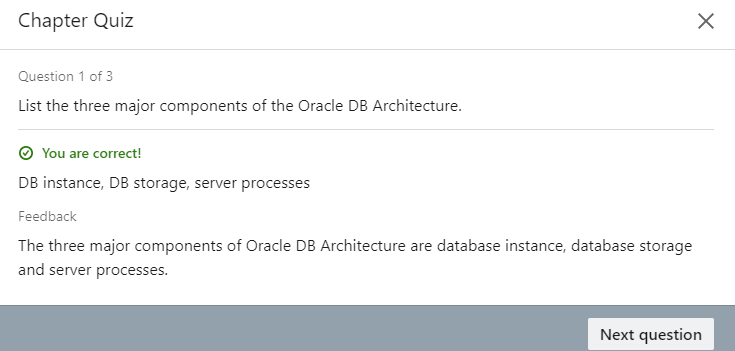 Chapter Quiz
Question 1 of 3
List the three major components of the Oracle DB Architecture.
You are correct!
DB instance, DB storage, server processes
Feedback
The three major components of Oracle DB Architecture are database instance, database storage
and server processes.
Next question